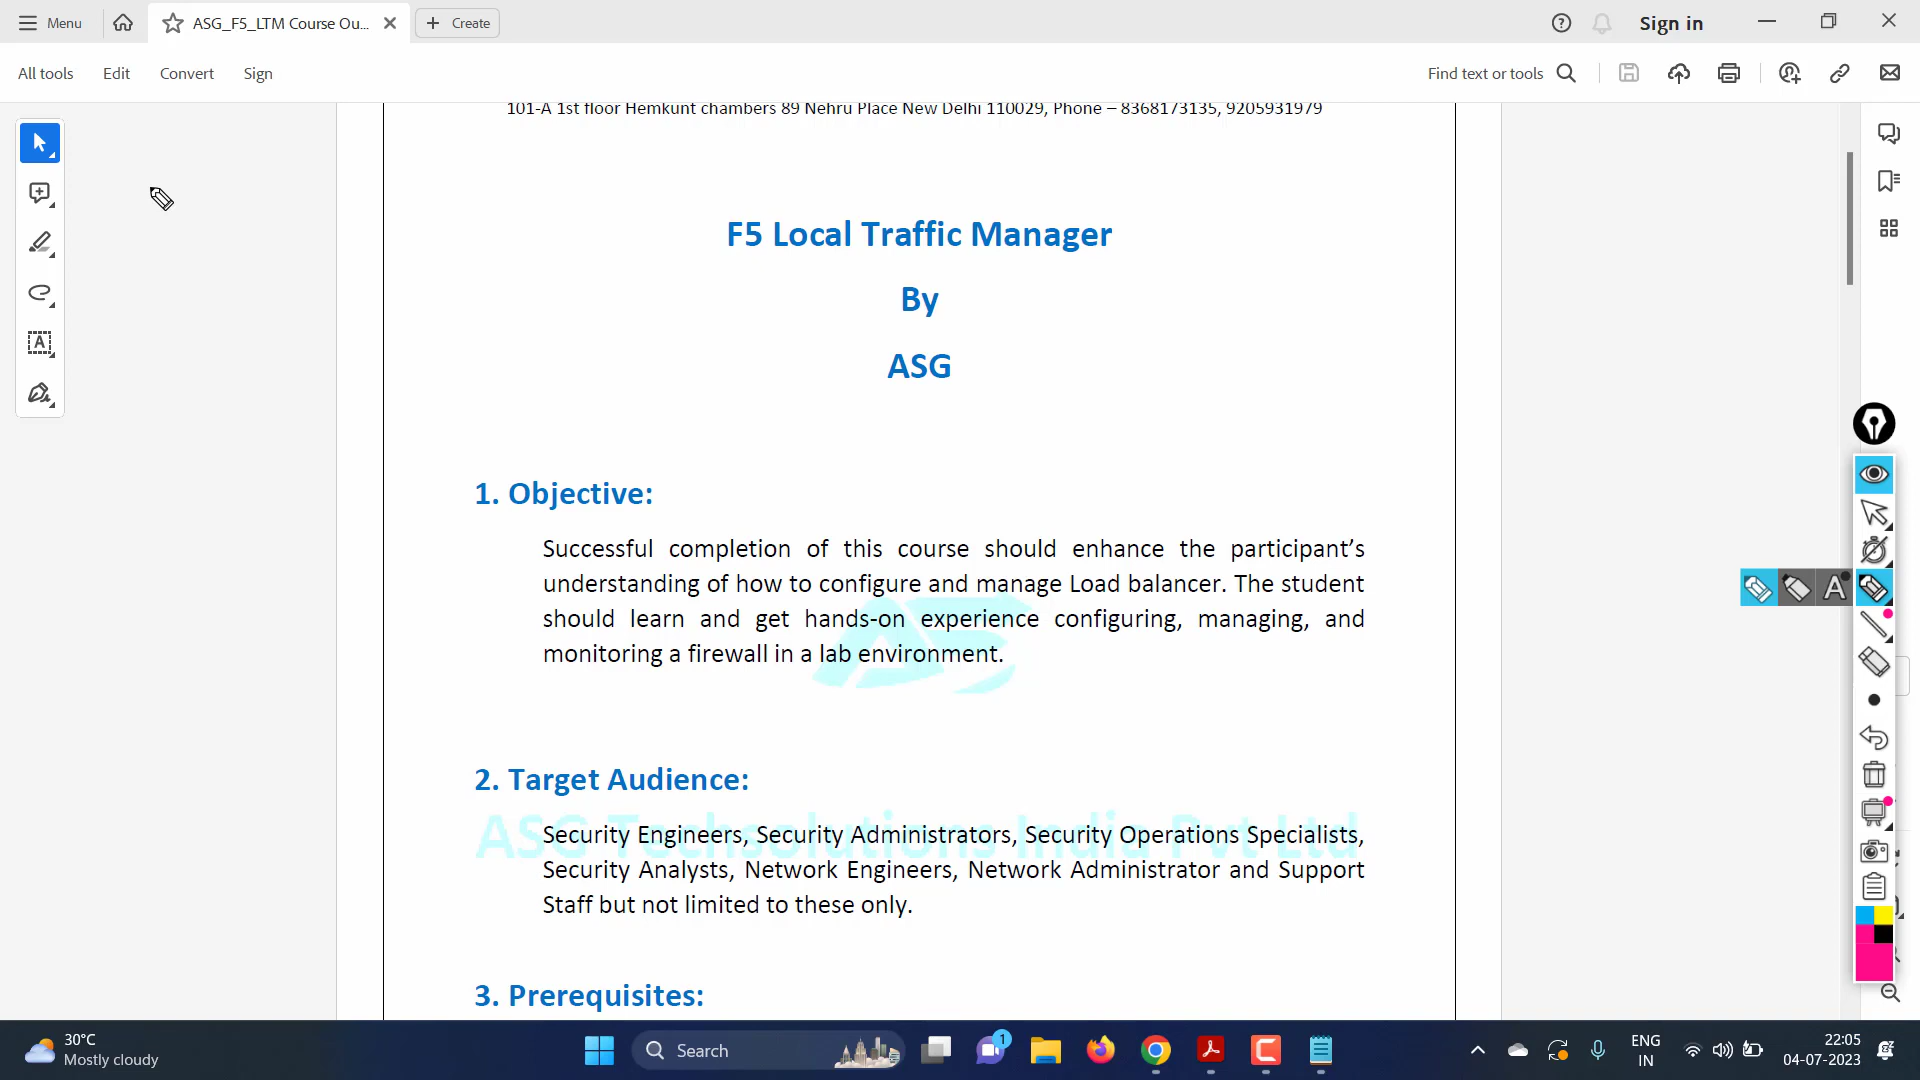 Menu
ASG_F5_LTM Course Ou...
Create
Sign in
All tools
Edit
Convert
Sign
Find text or tools
101-A 1st floor Hemkunt chambers 89 Nehru Place New Delhi 110029, Phone – 8368173135, 9205931979
F5 Local Traffic Manager
By
ASG
1. Objective:
Successful completion of this course should enhance the participant’s
understanding of how to configure and manage Load balancer. The student
should learn and get hands-on experience configuring, managing, and
monitoring a firewall in a lab environment.
2. Target Audience:
ASG Techsolutions India Pvt Ltd
Security Engineers, Security Administrators, Security Operations Specialists,
Security Analysts, Network Engineers, Network Administrator and Support
Staff but not limited to these only.
3. Prerequisites:
30°C
Mostly cloudy
Search
1
ENG
IN
22:05
04-07-2023